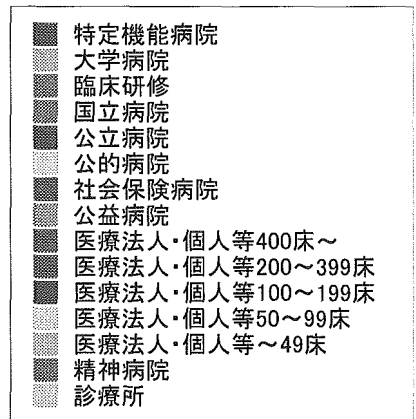 特定機能病院
大学病院
臨床研修
国立病院
公立病院
公的病院
社会保険病院
公益病院
医療法人・個人等400床～
医療法人・個人等200～399床
医療法人・個人等100～199床
医療法人・個人等50～99床
医療法人・個人等～49床
精神病院
診療所